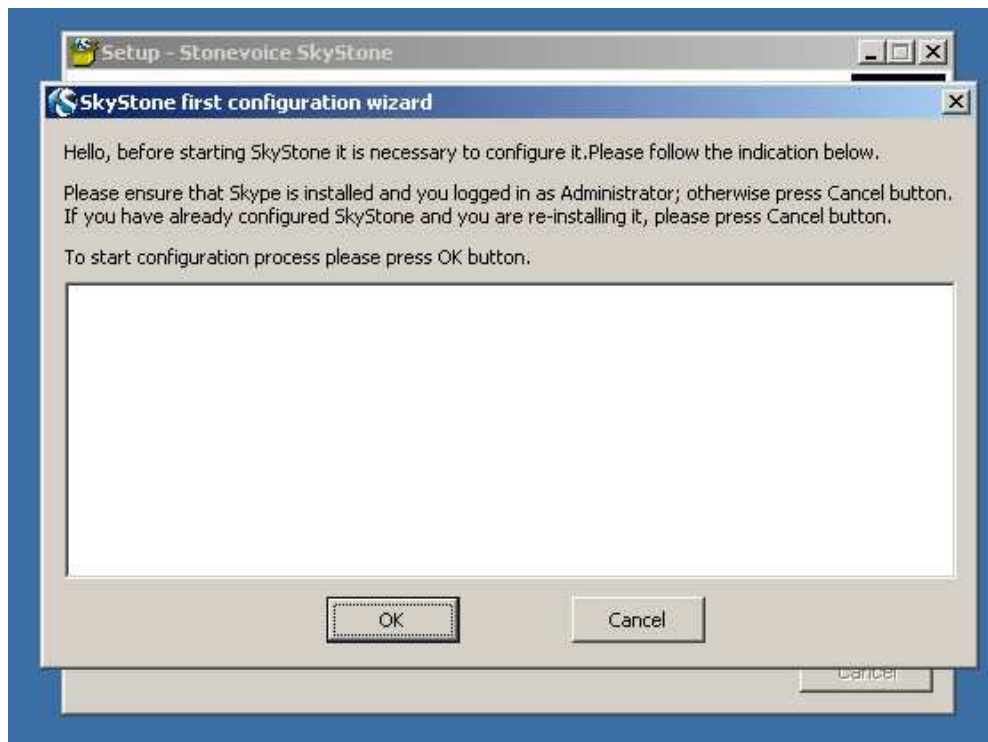 Setup - Stonevoice SkyStone
SkyStone first configuration wizard
Hello, before starting SkyStone it is necessary to configure it.Please follow the indication below.
Please ensure that Skype is installed and you logged in as Administrator; otherwise press Cancel button.
If you have already configured SkyStone and you are re-installing it, please press Cancel button.
To start configuration process please press OK button.
OK
Cancel
Cancel